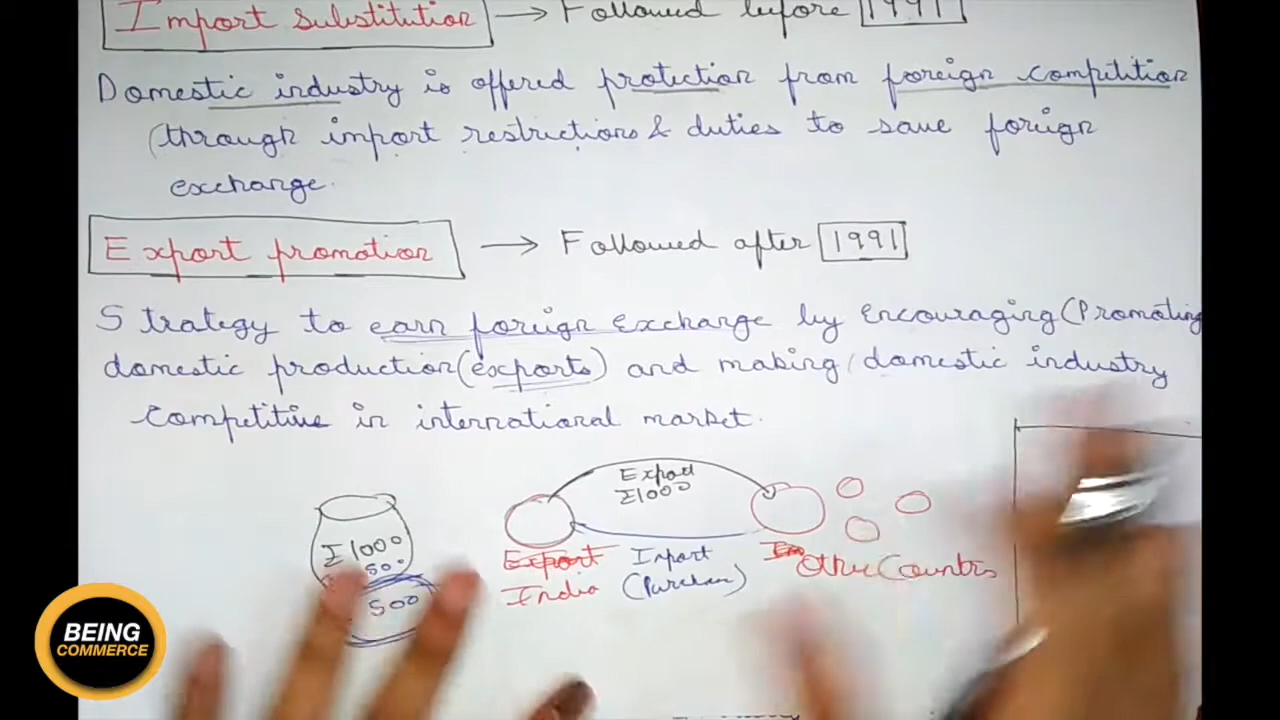 Import substitution → Followed before 1991
Domestic industry is offered protection from foreign competition
(through import restrictions & duties to save foreign
exchange.
Export promotion → Followed after 1991
Strategy to earn foreign Exchange by Encouraging (Promoting
domestic production (exports) and making domestic industry
competitive in international market.
Export
1000
1000
500
500
Export
Import
India
(Purchase)
Other
BEING
COMMERCE